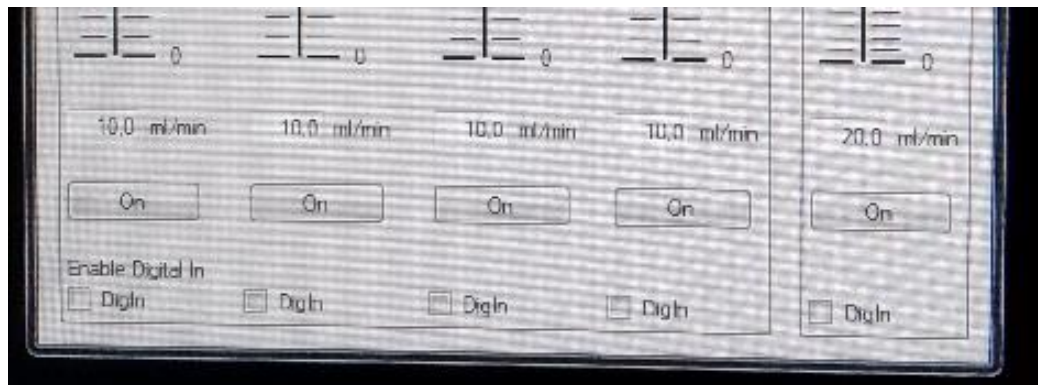 0 0 0 0 0
10.0 ml/min 10.0 ml/min 10.0 ml/min 10.0 ml/min 20.0 ml/min
On On On On On
Enable Digital In
DigIn DigIn DigIn DigIn DigIn